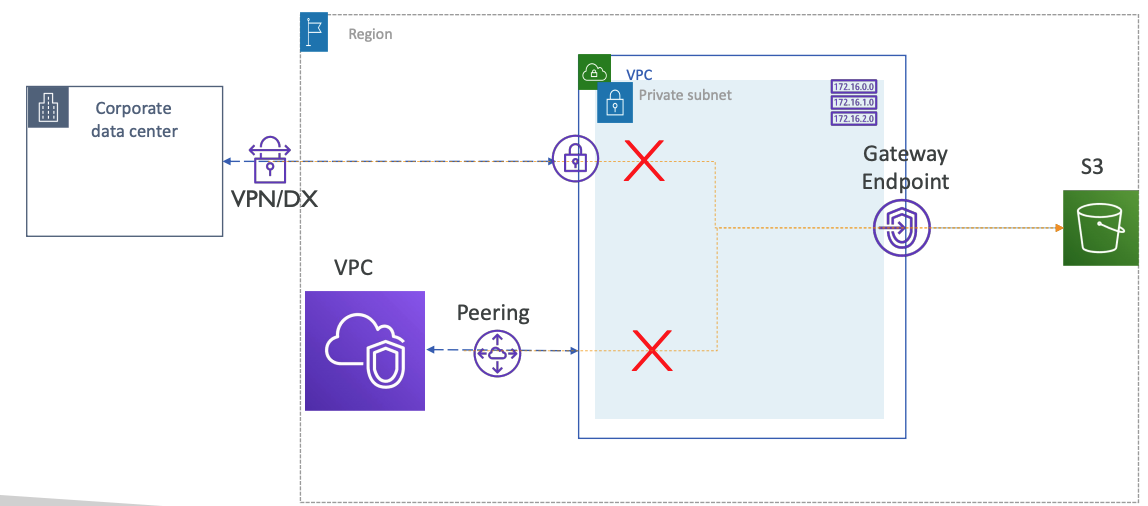 Region
Corporate
data center
VPN/DX
VPC
Private subnet
172.16.0.0
172.16.1.0
172.16.2.0
Gateway
Endpoint
S3
VPC
Peering